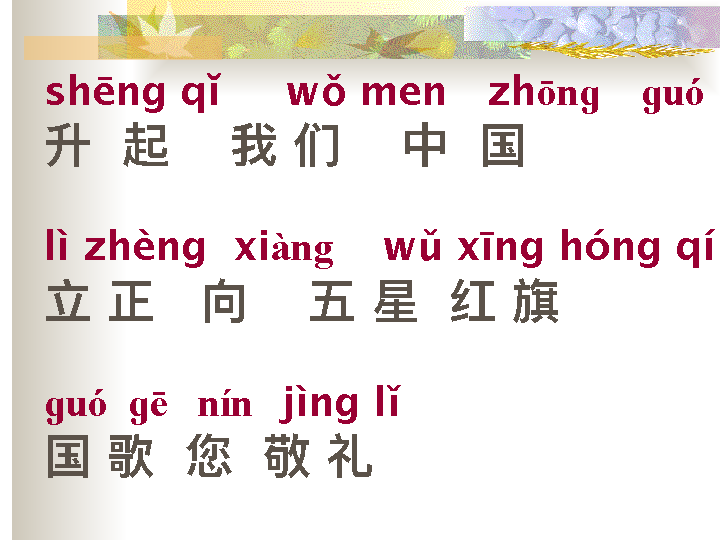 shēng qǐ wǒ men zhōng guó
升 起 我 们 中 国
lì zhèng xiàng wǔ xīng hóng qí
立 正 向 五 星 红 旗
guó gē nín jìng lǐ
国 歌 您 敬 礼